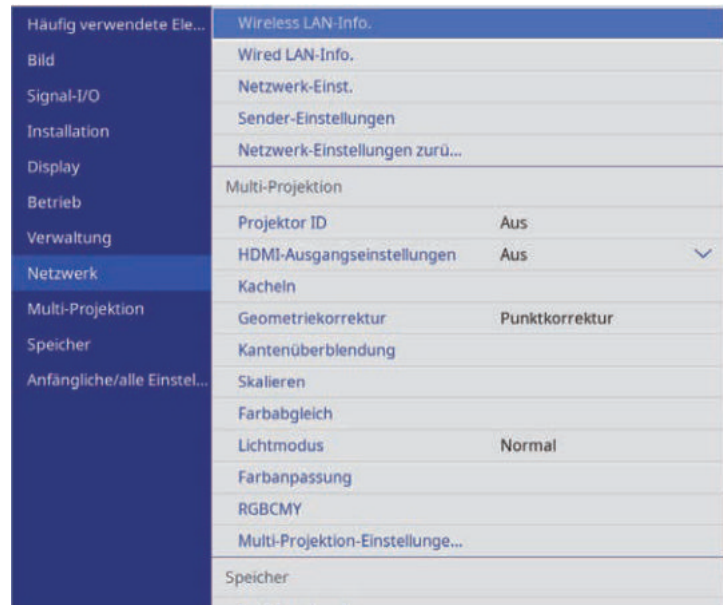 Häufig verwendete Ele...
Bild
Signal-I/O
Installation
Display
Betrieb
Verwaltung
Netzwerk
Multi-Projektion
Speicher
Anfängliche/alle Einstel...
Wireless LAN-Info.
Wired LAN-Info.
Netzwerk-Einst.
Sender-Einstellungen
Netzwerk-Einstellungen zurü...
Multi-Projektion
Projektor ID Aus
HDMI-Ausgangseinstellungen Aus
Kacheln
Geometriekorrektur Punktkorrektur
Kantenüberblendung
Skalieren
Farbabgleich
Lichtmodus Normal
Farbanpassung
RGBCMY
Multi-Projektion-Einstellunge...
Speicher